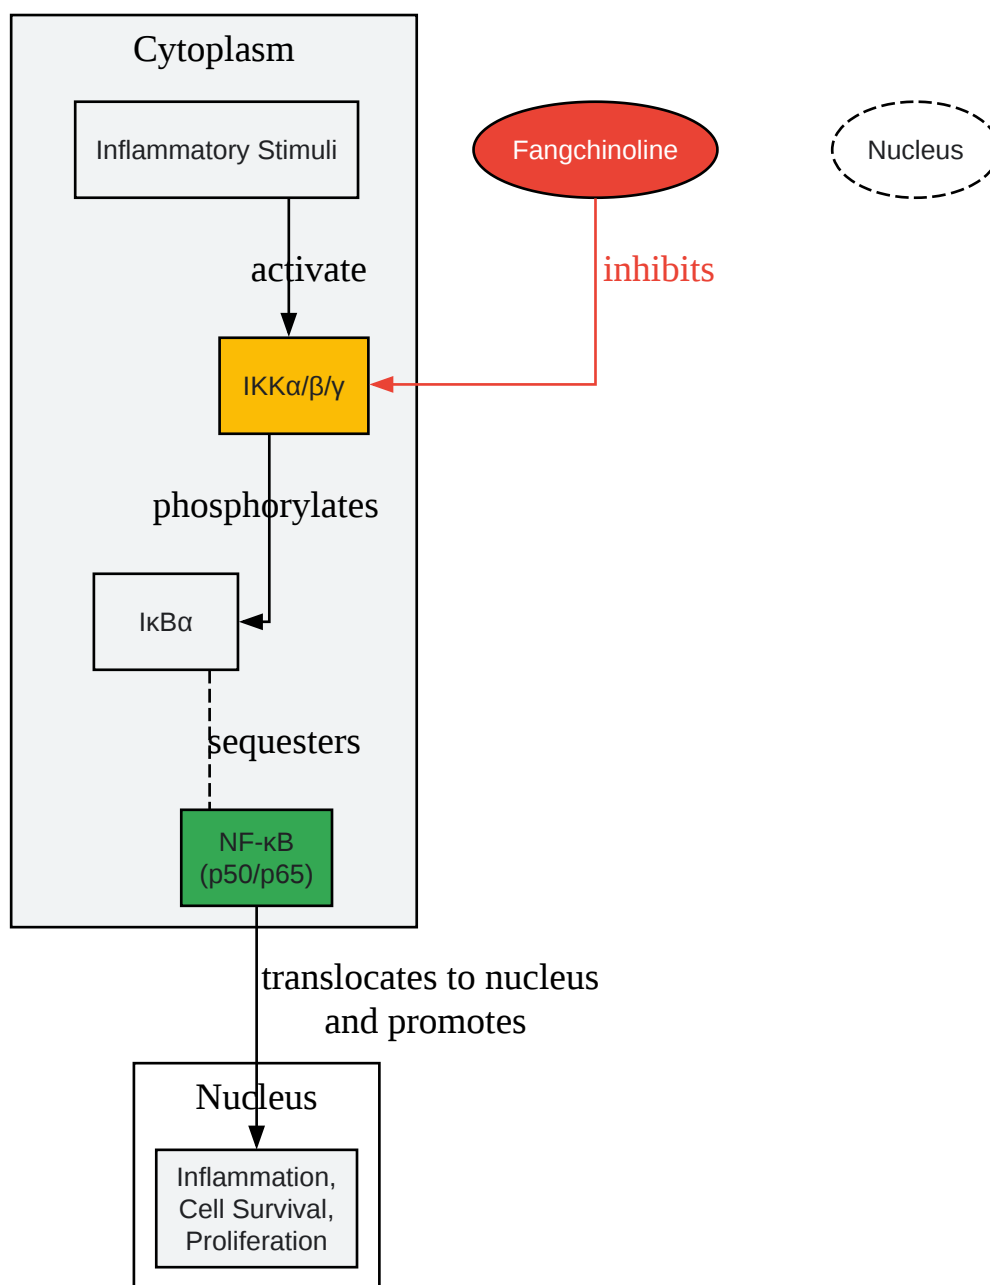 Cytoplasm
Inflammatory Stimuli
Fangchinoline
Nucleus
activate
inhibits
IKKα/β/γ
phosphorylates
IκBα
sequesters
NF-κB
(p50/p65)
translocates to nucleus
and promotes
Nucleus
Inflammation,
Cell Survival,
Proliferation